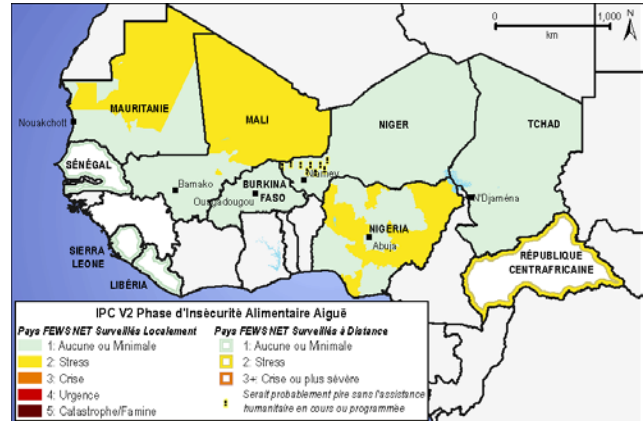 0 1,000
km
N
MAURITANIE
Nouakchott
MALI
NIGER
TCHAD
SÉNÉGAL
Bamako
Niamey
BURKINA
FASO
Ouagadougou
N'Djaména
NIGÉRIA
Abuja
SIERRA
LEONE
LIBÉRIA
RÉPUBLIQUE
CENTRAFRICAINE
IPC V2 Phase d'Insécurité Alimentaire Aiguë
Pays FEWS NET Surveillés Localement
1: Aucune ou Minimale
2: Stress
3: Crise
4: Urgence
5: Catastrophe/Famine
Pays FEWS NET Surveillés à Distance
1: Aucune ou Minimale
2: Stress
3+: Crise ou plus sévère
Serait probablement pire sans l'assistance
humanitaire en cours ou programmée